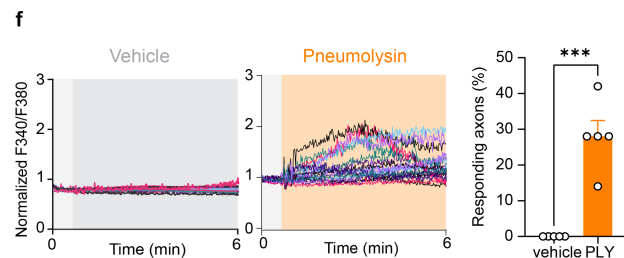 f
Vehicle
Pneumolysin
Normalized F340/F380
3
2
1
0
0
6
Time (min)
3
2
1
0
0
6
Time (min)
Responding axons (%)
50
40
30
20
10
0
***
vehicle PLY